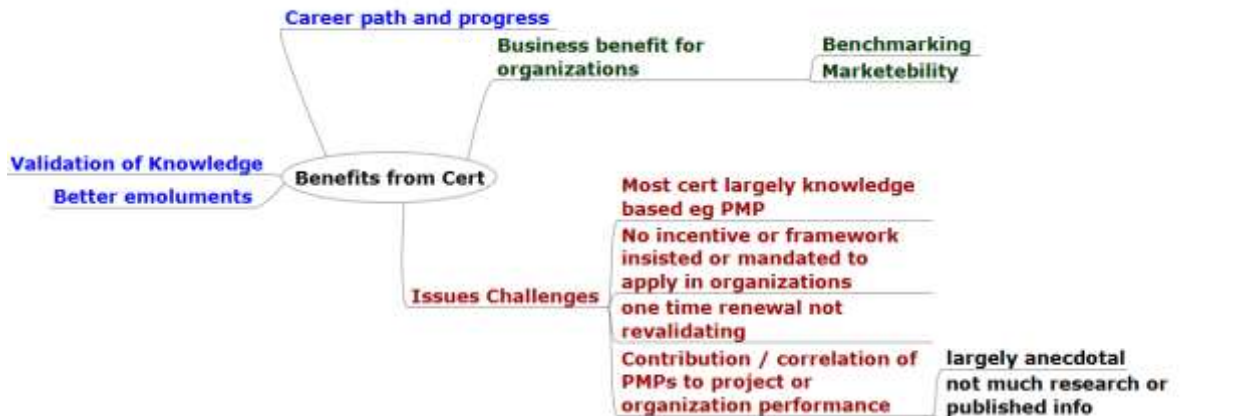 Career path and progress
Business benefit for
organizations
Benchmarking
Marketebility
Validation of Knowledge
Better emoluments
Benefits from Cert
Most cert largely knowledge
based eg PMP
No incentive or framework
insisted or mandated to
apply in organizations
Issues Challenges
one time renewal not
revalidating
Contribution / correlation of
PMPs to project or
organization performance
largely anecdotal
not much research or
published info